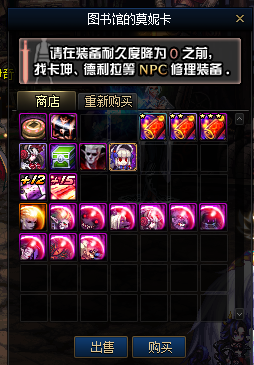 图书馆的莫妮卡
请在装备耐久度降为 0 之前,
找卡坤、德利拉等 NPC 修理装备 .
商店 重新购买
+12 +15
出售 购买